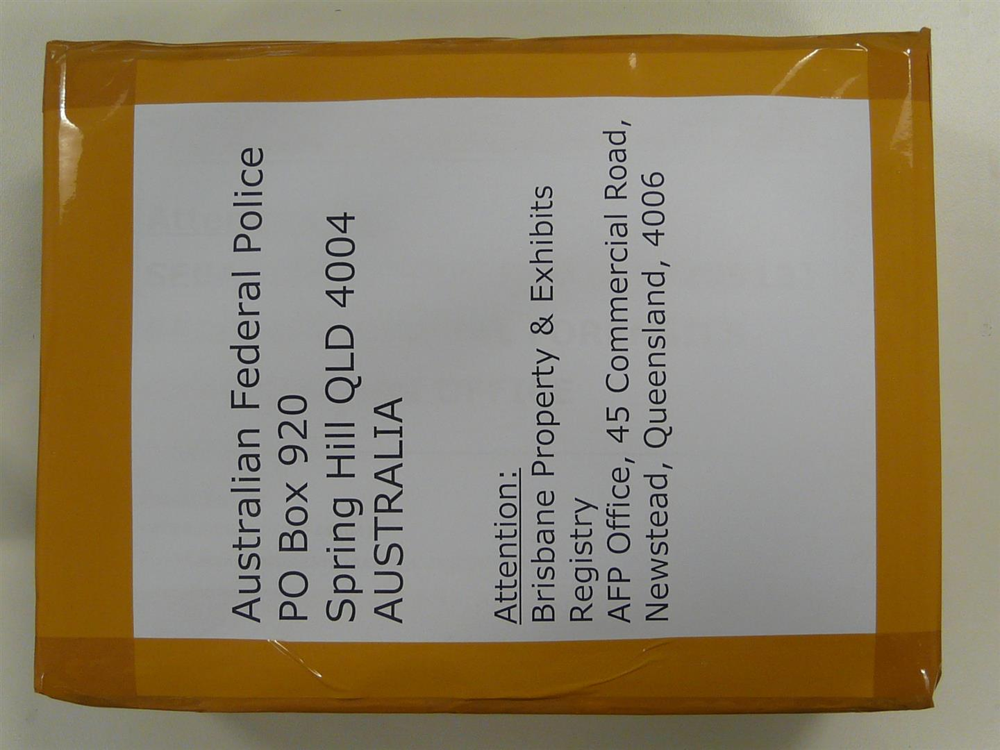 Australian Federal Police
PO Box 920
Spring Hill QLD 4004
AUSTRALIA
Attention:
Brisbane Property & Exhibits
Registry
AFP Office, 45 Commercial Road,
Newstead, Queensland, 4006